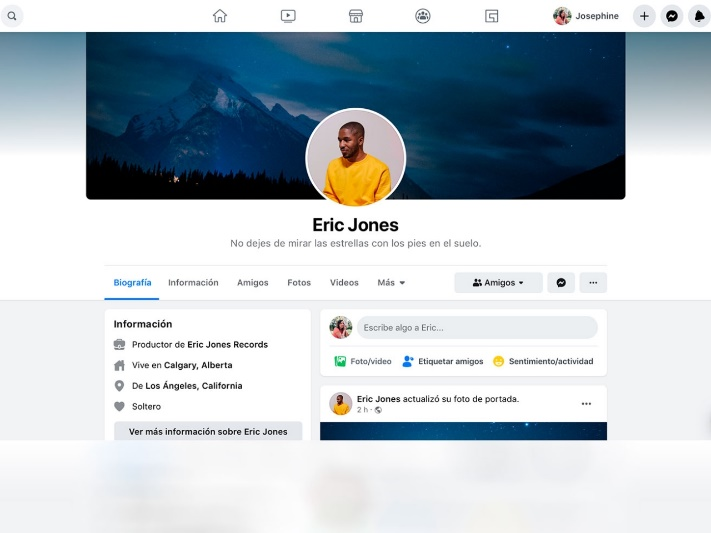 Josephine
Eric Jones
No dejes de mirar las estrellas con los pies en el suelo.
Biografía Información Amigos Fotos Videos Más
Amigos
Información
Productor de Eric Jones Records
Vive en Calgary, Alberta
De Los Ángeles, California
Soltero
Ver más información sobre Eric Jones
Escribe algo a Eric...
Foto/video Etiquetar amigos Sentimiento/actividad
Eric Jones actualizó su foto de portada.
2 h ·